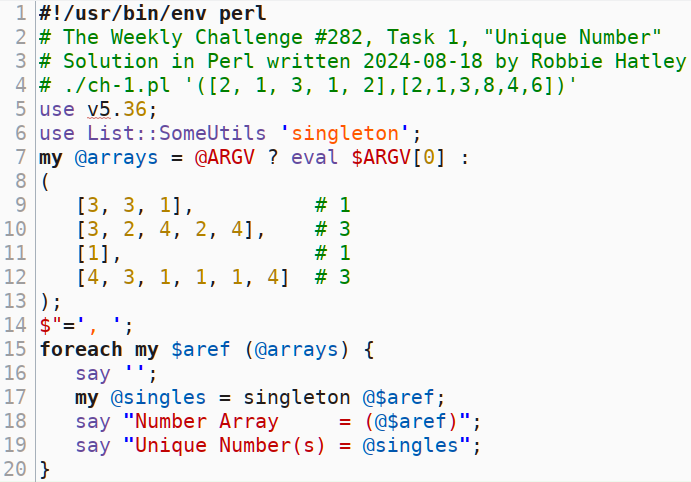 1 #!/usr/bin/env perl
2 # The Weekly Challenge #282, Task 1, "Unique Number"
3 # Solution in Perl written 2024-08-18 by Robbie Hatley
4 # ./ch-1.pl '([2, 1, 3, 1, 2],[2,1,3,8,4,6])'
5 use v5.36;
6 use List::SomeUtils 'singleton';
7 my @arrays = @ARGV ? eval $ARGV[0] :
8 (
9    [3, 3, 1],          # 1
10    [3, 2, 4, 2, 4],    # 3
11    [1],                # 1
12    [4, 3, 1, 1, 1, 4]  # 3
13 );
14 $"=', ';
15 foreach my $aref (@arrays) {
16    say '';
17    my @singles = singleton @$aref;
18    say "Number Array     = (@$aref)";
19    say "Unique Number(s) = @singles";
20 }